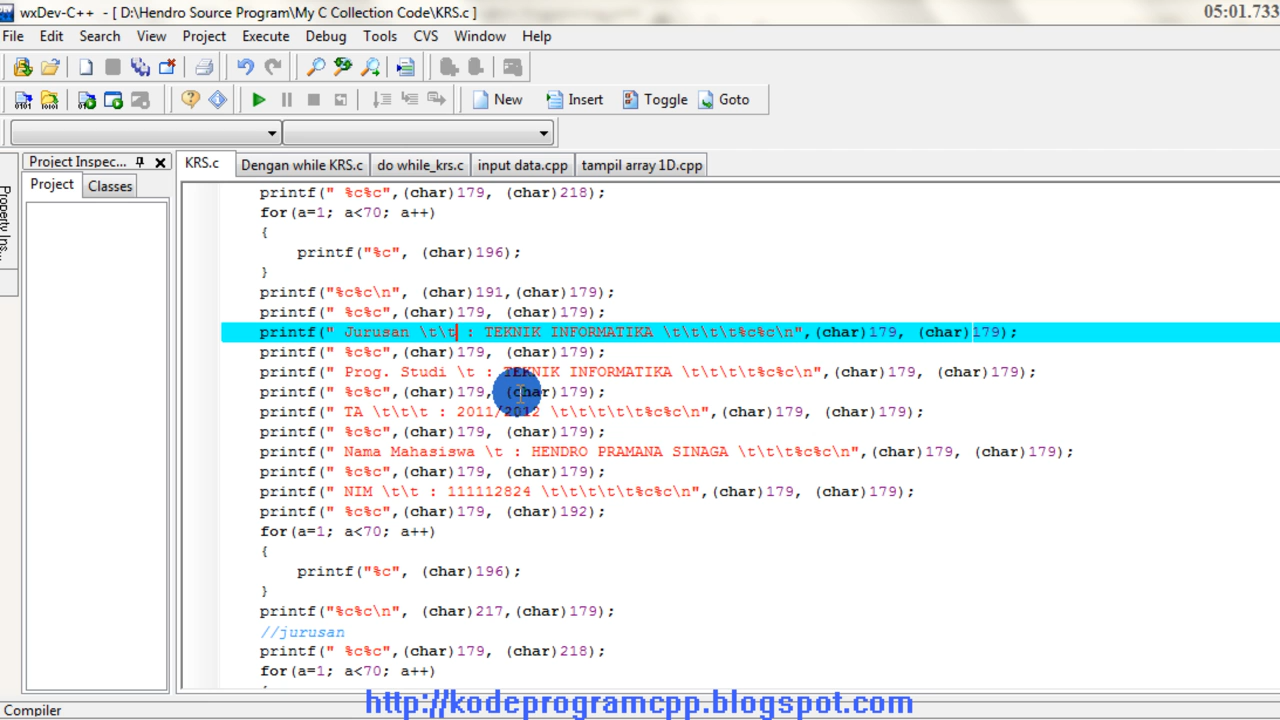 wxDev-C++ - [ D:\Hendro Source Program\My C Collection Code\KRS.c ]
05:01.733
File Edit Search View Project Execute Debug Tools CVS Window Help
New Insert Toggle Goto
Project Inspec...
KRS.c Dengan while KRS.c do while_krs.c input data.cpp tampil array 1D.cpp
Project Classes
Property Ins...
printf(" %c%c",(char)179, (char)218);
for(a=1; a<70; a++)
{
printf("%c", (char)196);
}
printf("%c%c\n", (char)191,(char)179);
printf(" %c%c",(char)179, (char)179);
printf(" Jurusan \t\t : TEKNIK INFORMATIKA \t\t\t\t%c%c\n",(char)179, (char)179);
printf(" %c%c",(char)179, (char)179);
printf(" Prog. Studi \t : TEKNIK INFORMATIKA \t\t\t\t%c%c\n",(char)179, (char)179);
printf(" %c%c",(char)179, (char)179);
printf(" TA \t\t\t : 2011/2012 \t\t\t\t\t%c%c\n",(char)179, (char)179);
printf(" %c%c",(char)179, (char)179);
printf(" Nama Mahasiswa \t : HENDRO PRAMANA SINAGA \t\t\t%c%c\n",(char)179, (char)179);
printf(" %c%c",(char)179, (char)179);
printf(" NIM \t\t : 111112824 \t\t\t\t\t%c%c\n",(char)179, (char)179);
printf(" %c%c",(char)179, (char)192);
for(a=1; a<70; a++)
{
printf("%c", (char)196);
}
printf("%c%c\n", (char)217,(char)179);
//jurusan
printf(" %c%c",(char)179, (char)218);
for(a=1; a<70; a++)
http://kodeprogramcpp.blogspot.com
Compiler